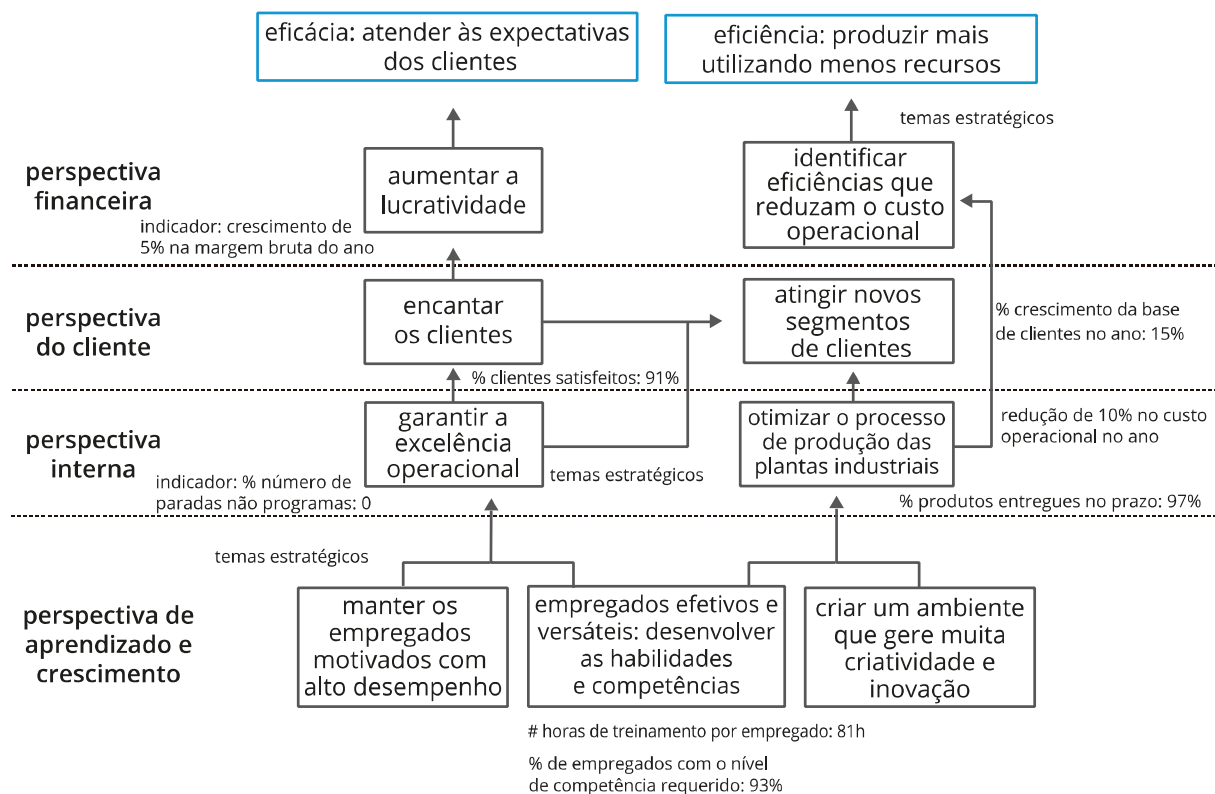 eficácia: atender às expectativas
dos clientes
eficiência: produzir mais
utilizando menos recursos
temas estratégicos
perspectiva
financeira
aumentar a
lucratividade
identificar
eficiências que
reduzam o custo
operacional
indicador: crescimento de
5% na margem bruta do ano
perspectiva
do cliente
encantar
os clientes
atingir novos
segmentos
de clientes
% crescimento da base
de clientes no ano: 15%
% clientes satisfeitos: 91%
perspectiva
interna
garantir a
excelência
operacional
temas estratégicos
otimizar o processo
de produção das
plantas industriais
redução de 10% no custo
operacional no ano
indicador: % número de
paradas não programas: 0
% produtos entregues no prazo: 97%
temas estratégicos
perspectiva de
aprendizado e
crescimento
manter os
empregados
motivados com
alto desempenho
empregados efetivos e
versáteis: desenvolver
as habilidades
e competências
criar um ambiente
que gere muita
criatividade e
inovação
# horas de treinamento por empregado: 81h
% de empregados com o nível
de competência requerido: 93%